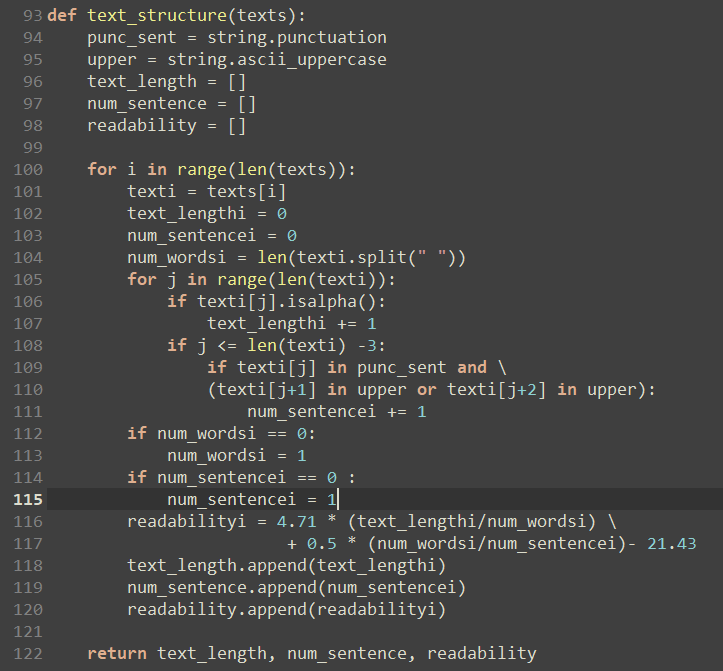 93 def text_structure(texts):
94     punc_sent = string.punctuation
95     upper = string.ascii_uppercase
96     text_length = []
97     num_sentence = []
98     readability = []
99
100     for i in range(len(texts)):
101         texti = texts[i]
102         text_lengthi = 0
103         num_sentencei = 0
104         num_wordsi = len(texti.split(" "))
105         for j in range(len(texti)):
106             if texti[j].isalpha():
107                 text_lengthi += 1
108             if j <= len(texti) -3:
109                 if texti[j] in punc_sent and \
110                 (texti[j+1] in upper or texti[j+2] in upper):
111                     num_sentencei += 1
112         if num_wordsi == 0:
113             num_wordsi = 1
114         if num_sentencei == 0 :
115             num_sentencei = 1
116         readabilityi = 4.71 * (text_lengthi/num_wordsi) \
117                         + 0.5 * (num_wordsi/num_sentencei)- 21.43
118         text_length.append(text_lengthi)
119         num_sentence.append(num_sentencei)
120         readability.append(readabilityi)
121
122     return text_length, num_sentence, readability